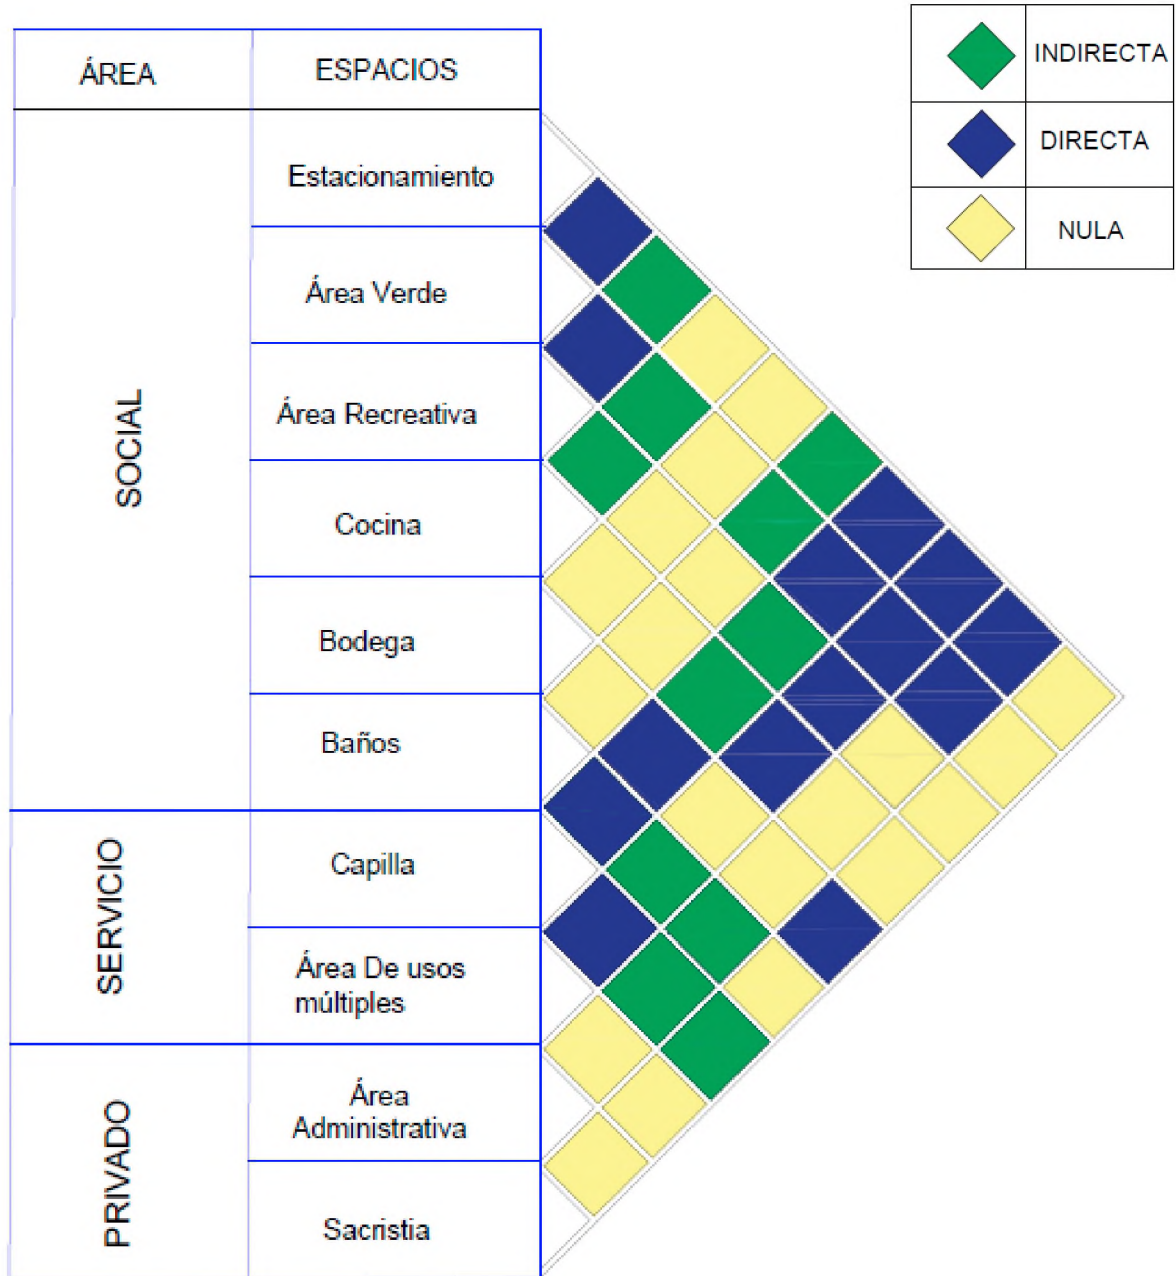 INDIRECTA
DIRECTA
NULA
ÁREA
ESPACIOS
SOCIAL
Estacionamiento
Área Verde
Área Recreativa
Cocina
Bodega
Baños
SERVICIO
Capilla
Área De usos
múltiples
PRIVADO
Área
Administrativa
Sacristia